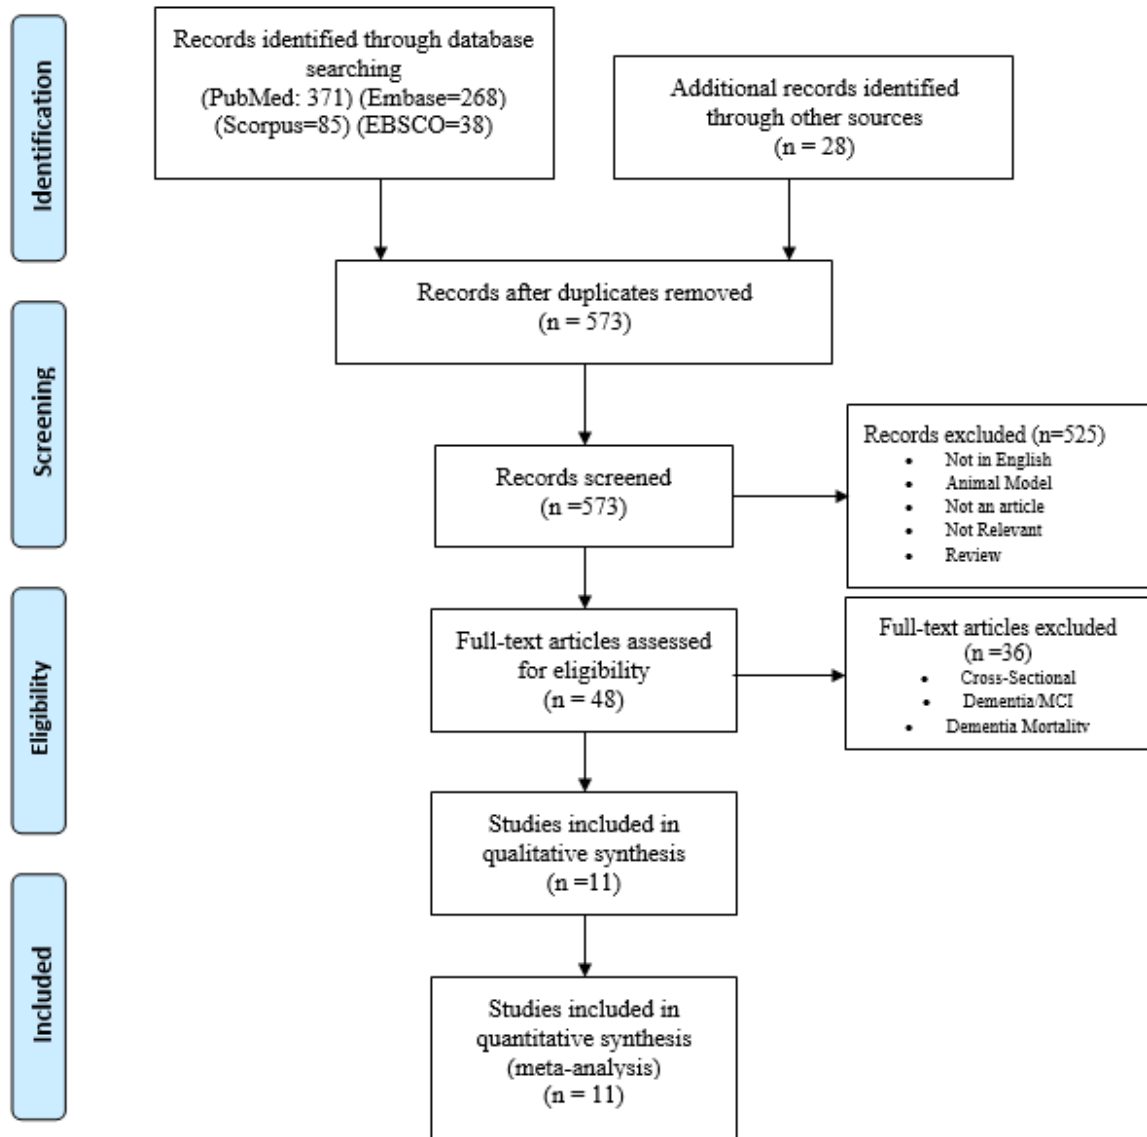 Identification
Records identified through database
searching
(PubMed: 371) (Embase=268)
(Scorpus=85) (EBSCO=38)
Additional records identified
through other sources
(n = 28)
Records after duplicates removed
(n = 573)
Screening
Records screened
(n =573)
Records excluded (n=525)
• Not in English
• Animal Model
• Not an article
• Not Relevant
• Review
Eligibility
Full-text articles assessed
for eligibility
(n = 48)
Full-text articles excluded
(n =36)
• Cross-Sectional
• Dementia/MCI
• Dementia Mortality
Studies included in
qualitative synthesis
(n =11)
Included
Studies included in
quantitative synthesis
(meta-analysis)
(n = 11)